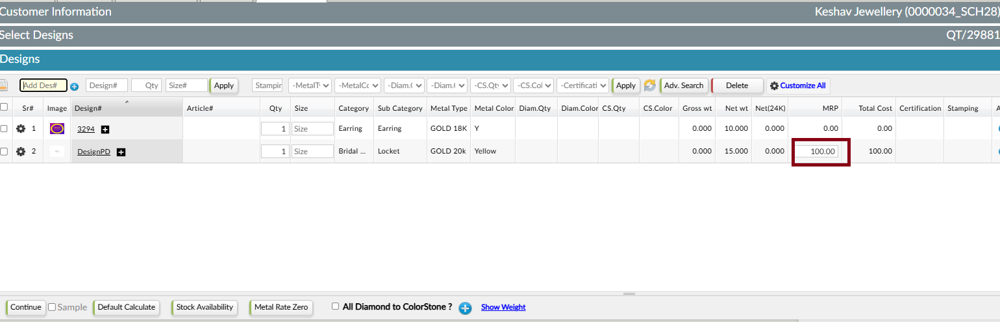 Customer Information Keshav Jewellery (0000034_SCH28)
Select Designs QT/29881
Designs
Add Des# Design# Qty Size# Apply Stampin -MetalT -MetalCo -Diam.( -Diam.( -CS.Qt -CS.Col -Certificati Apply Adv. Search Delete Customize All
Sr# Image Design# Article# Qty Size Category Sub Category Metal Type Metal Color Diam.Qty Diam.Color CS.Qty CS.Color Gross wt Net wt Net(24K) MRP Total Cost Certification Stamping
1 3294 1 Size Earring Earring GOLD 18K Y 0.000 10.000 0.000 0.00 0.00
2 DesignPD 1 Size Bridal ... Locket GOLD 20k Yellow 0.000 15.000 0.000 100.00 100.00
Continue Sample Default Calculate Stock Availability Metal Rate Zero All Diamond to ColorStone ? Show Weight